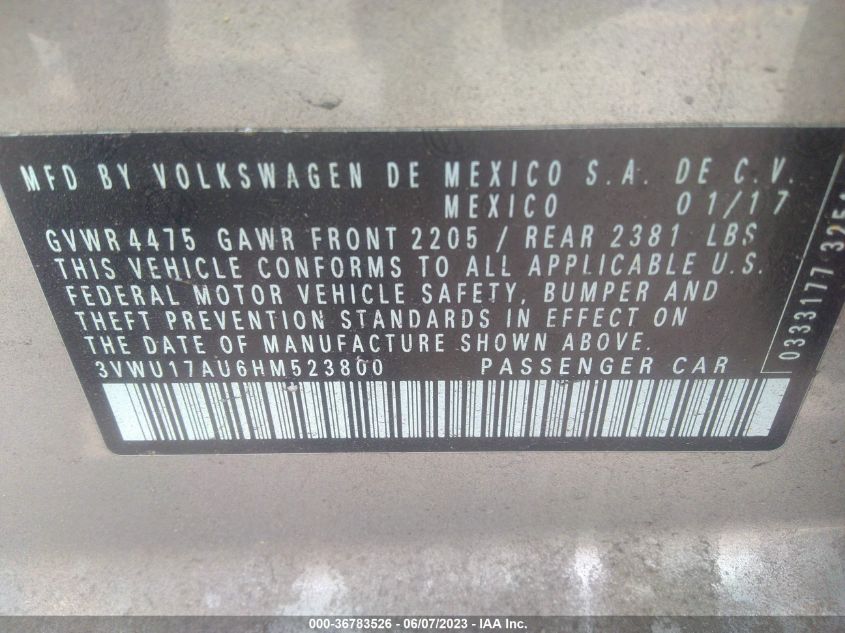 MFD BY VOLKSWAGEN DE MEXICO S.A. DE C.V.
MEXICO 01/17
GVWR 4475 GAWR FRONT 2205 / REAR 2381 LBS
THIS VEHICLE CONFORMS TO ALL APPLICABLE U.S.
FEDERAL MOTOR VEHICLE SAFETY, BUMPER AND
THEFT PREVENTION STANDARDS IN EFFECT ON
THE DATE OF MANUFACTURE SHOWN ABOVE.
3VWU17AU6HM523800 PASSENGER CAR
0333177
000-36783526 - 06/07/2023 - IAA Inc.